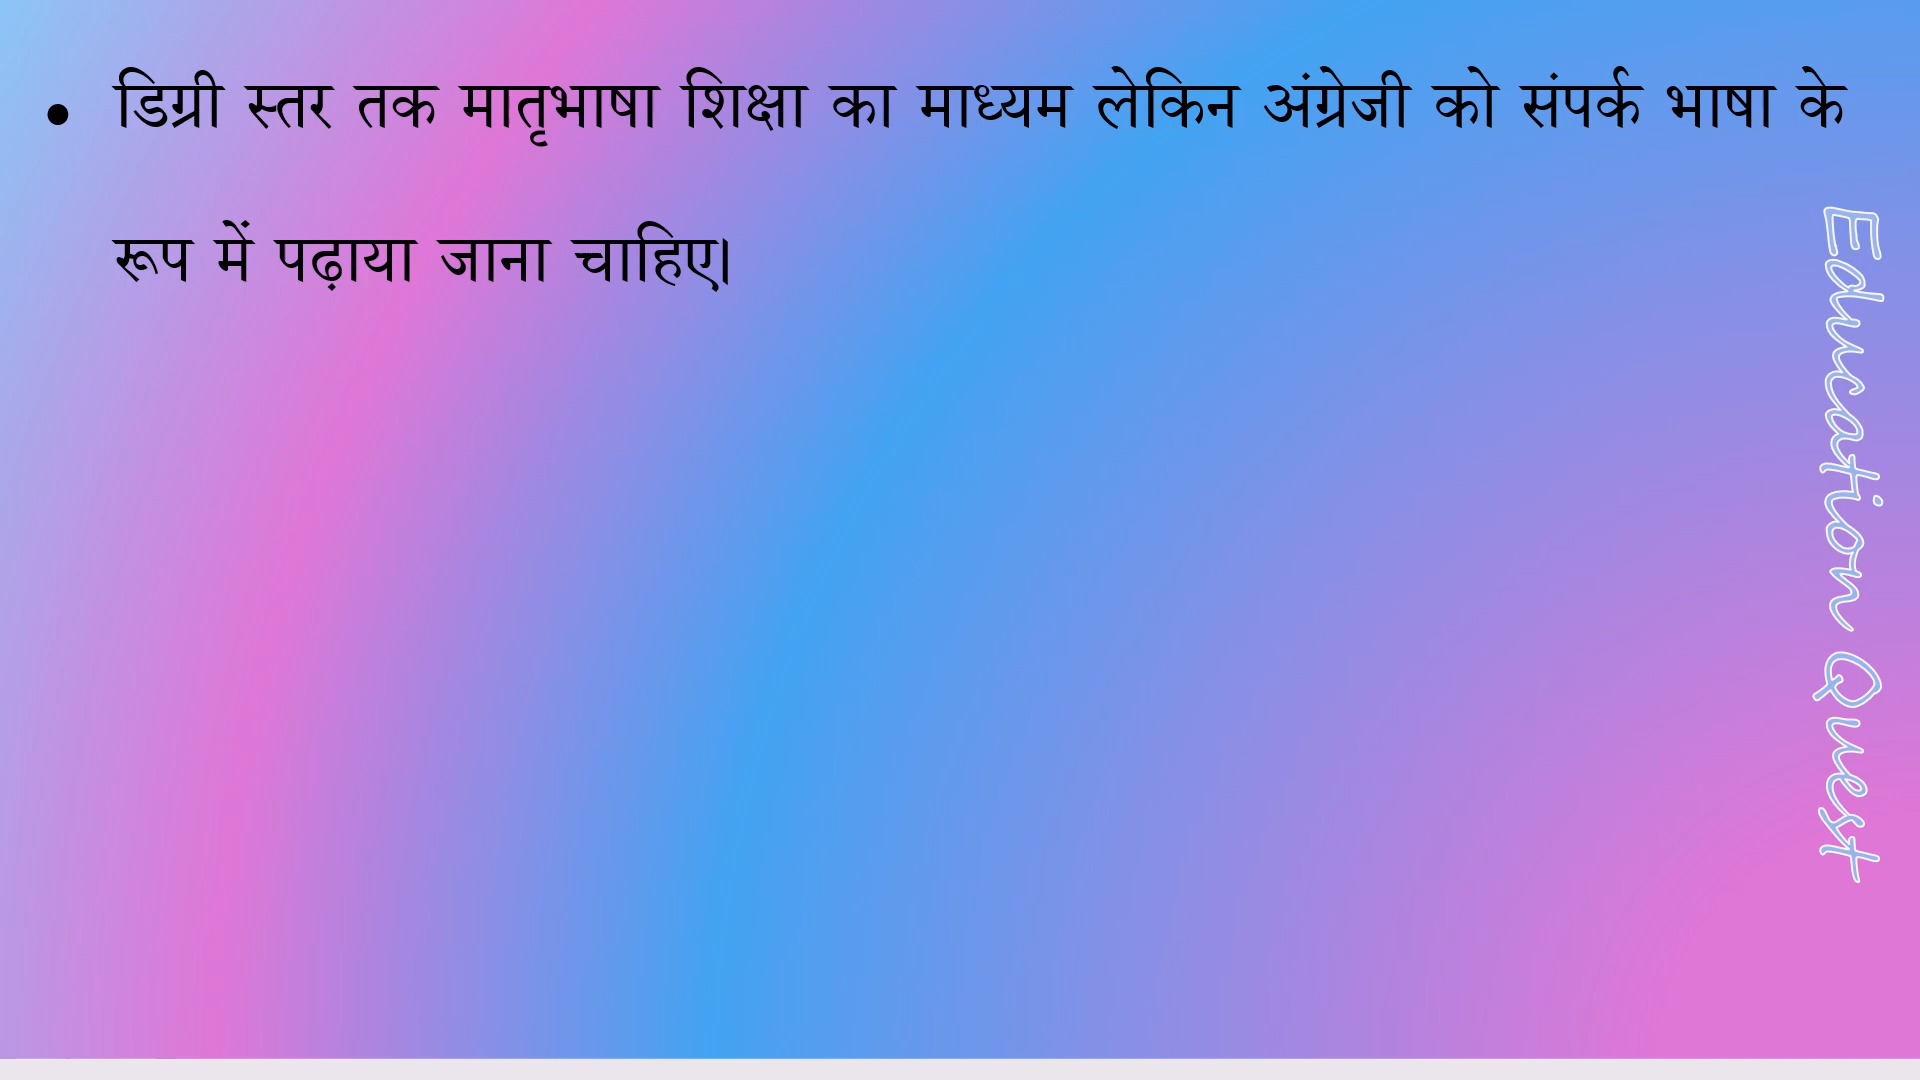 • डिग्री स्तर तक मातृभाषा शिक्षा का माध्यम लेकिन अंग्रेजी को संपर्क भाषा के
रूप में पढ़ाया जाना चाहिए।
Education Quest